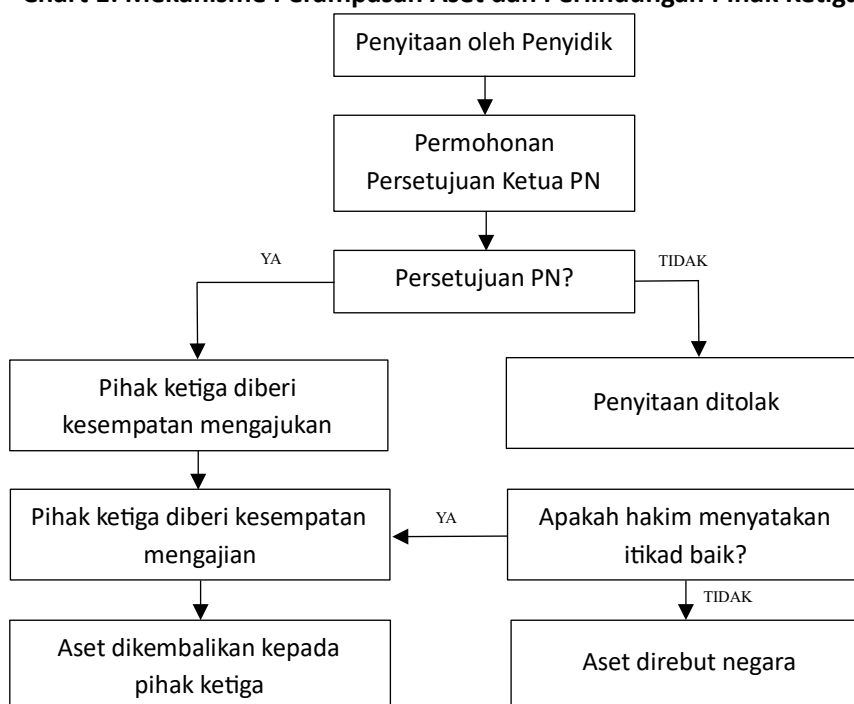 Mekanisme Perampasan Aset dan Perlindungan Pihak Ketiga
Penyitaan oleh Penyidik
Permohonan
Persetujuan Ketua PN
Persetujuan PN?
YA
TIDAK
Pihak ketiga diberi
kesempatan mengajukan
Penyitaan ditolak
Pihak ketiga diberi kesempatan
mengajian
YA
Apakah hakim menyatakan
itikad baik?
TIDAK
Aset dikembalikan kepada
pihak ketiga
Aset direbut negara